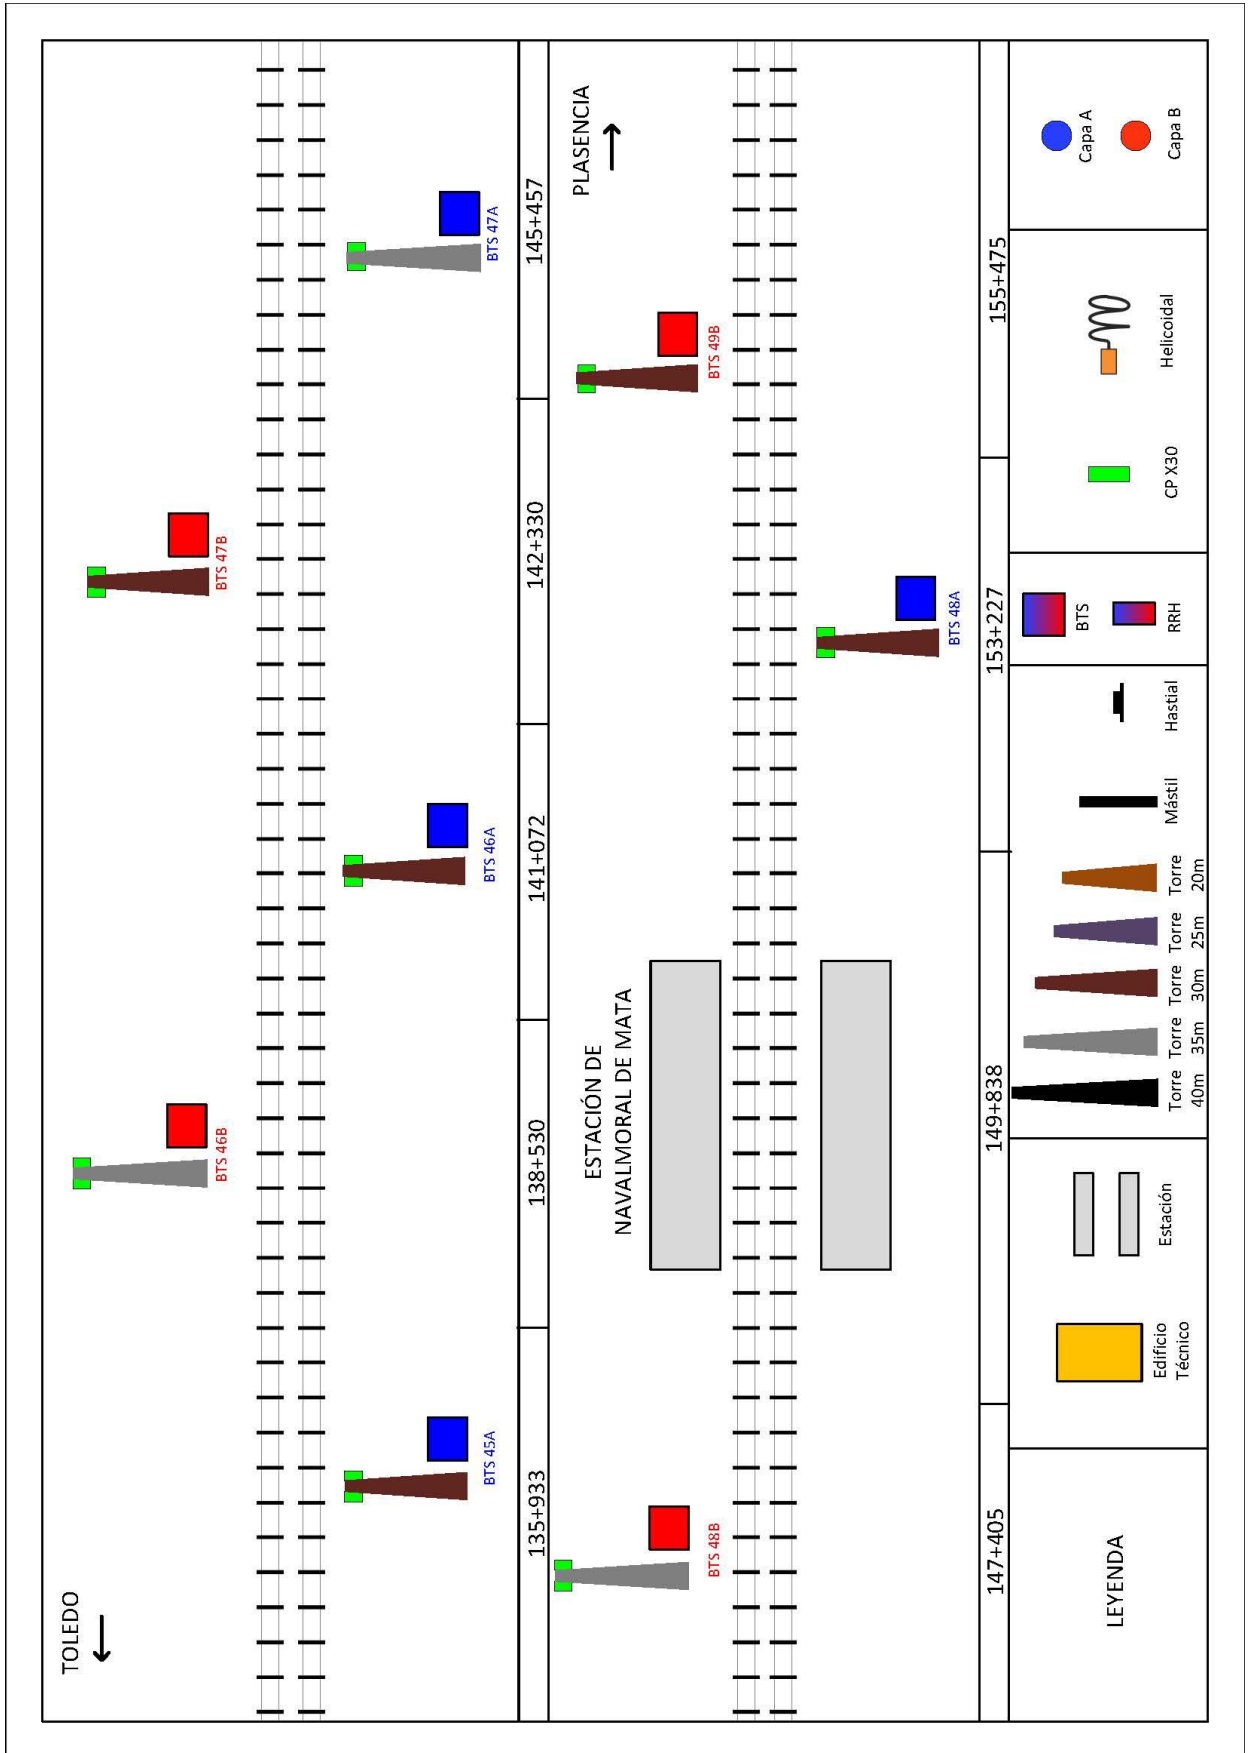 TOLEDO
BTS 46B
BTS 47B
BTS 45A
BTS 46A
BTS 47A
135+933
138+530
141+072
142+330
145+457
PLASENCIA
ESTACIÓN DE
NAVALMORAL DE MATA
BTS 48B
BTS 49B
BTS 48A
147+405
149+838
153+227
155+475
LEYENDA
Edificio
Técnico
Estación
Torre
40m
Torre
35m
Torre
30m
Torre
25m
Torre
20m
Mástil
Hastial
BTS
RRH
CP X30
Helicoidal
Capa A
Capa B